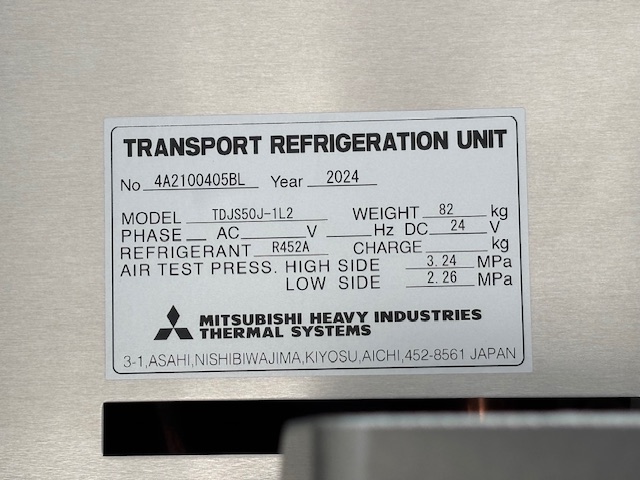 TRANSPORT REFRIGERATION UNIT
No 4A2100405BL Year 2024
MODEL TDJS50J-1L2 WEIGHT 82 kg
PHASE AC V Hz DC 24 V
REFRIGERANT R452A CHARGE kg
AIR TEST PRESS. HIGH SIDE 3.24 MPa
LOW SIDE 2.26 MPa
MITSUBISHI HEAVY INDUSTRIES
THERMAL SYSTEMS
3-1,ASAHI,NISHIBIWAJIMA,KIYOSU,AICHI,452-8561 JAPAN